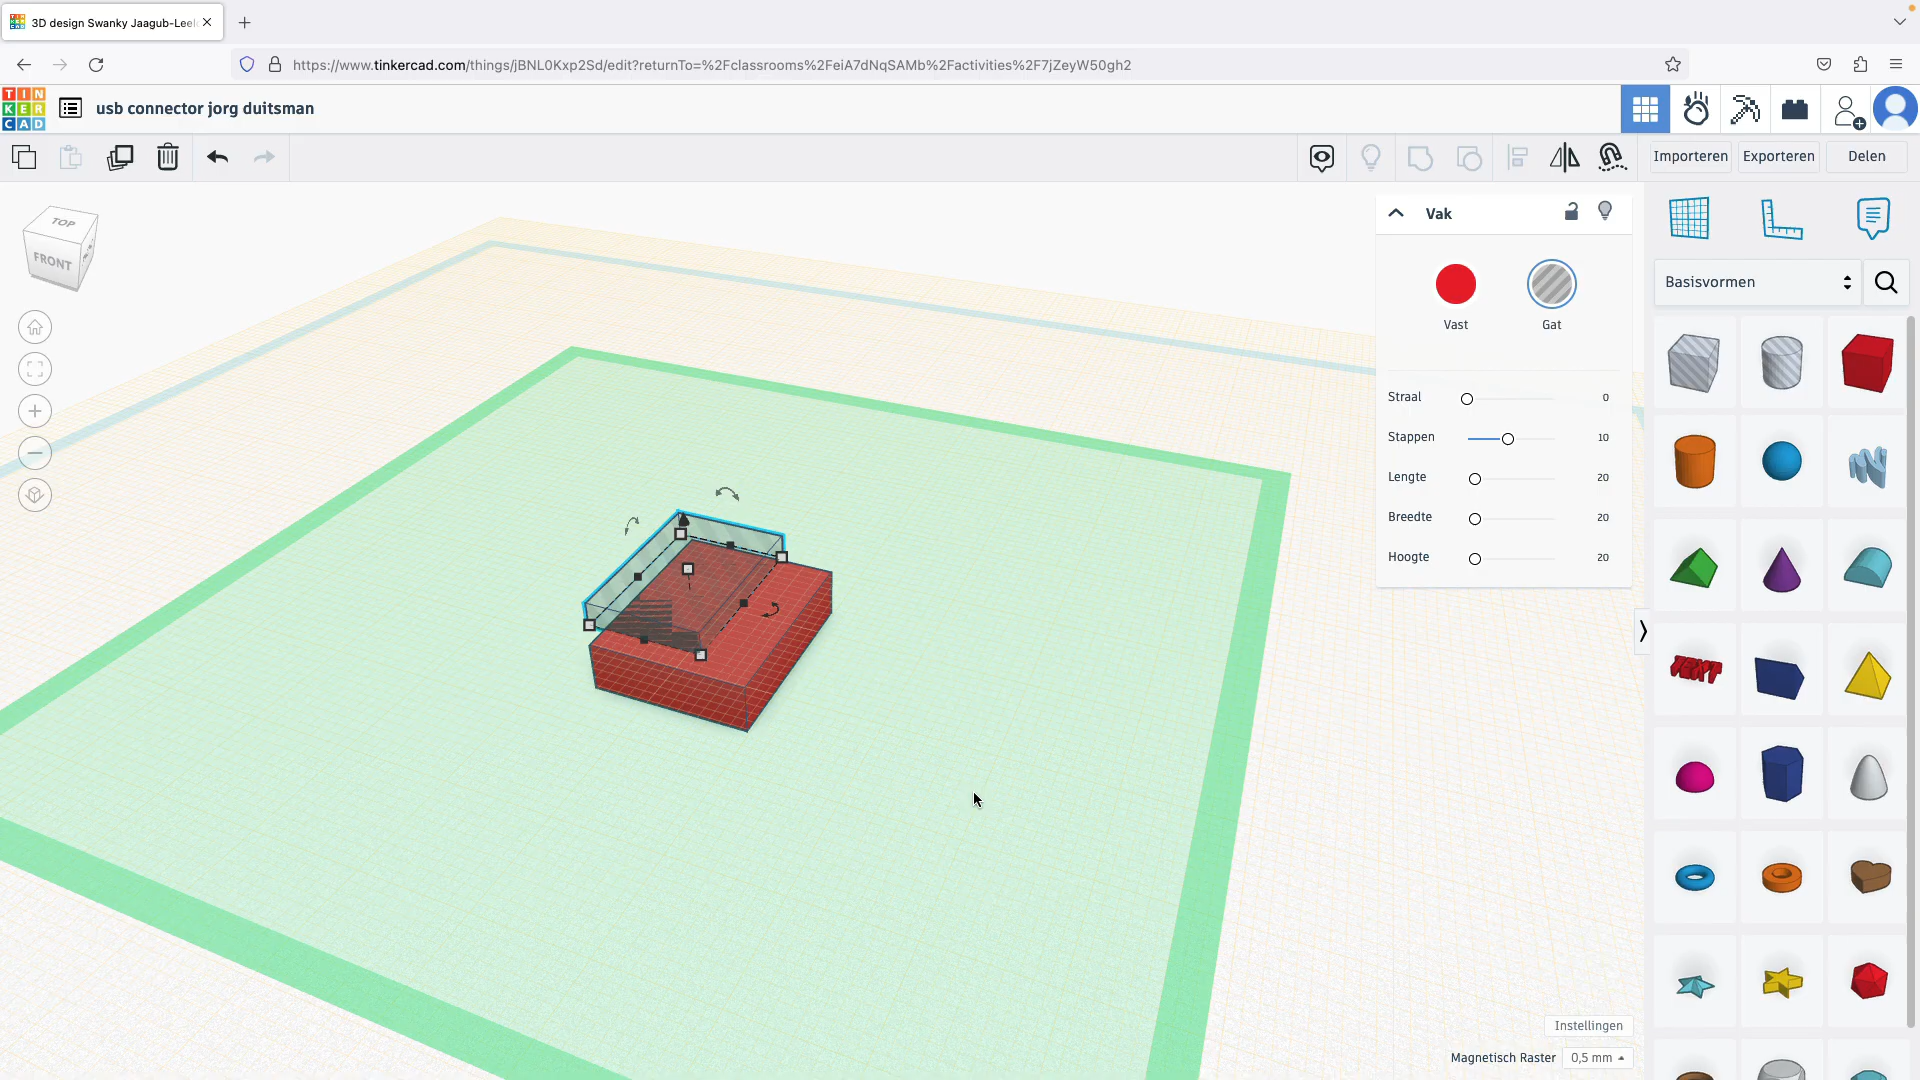 3D design Swanky Jaagub-Leel
https://www.tinkercad.com/things/jBNL0Kxp2Sd/edit?returnTo=%2Fclassrooms%2FeiA7dNqSAMb%2Factivities%2F7jZeyW50gh2
TIN
KER
CAD
usb connector jorg duitsman
Importeren
Exporteren
Delen
TOP
FRONT
Vak
Vast
Gat
Straal 0
Stappen 10
Lengte 20
Breedte 20
Hoogte 20
Basisvormen
TEXT
Instellingen
Magnetisch Raster 0,5 mm